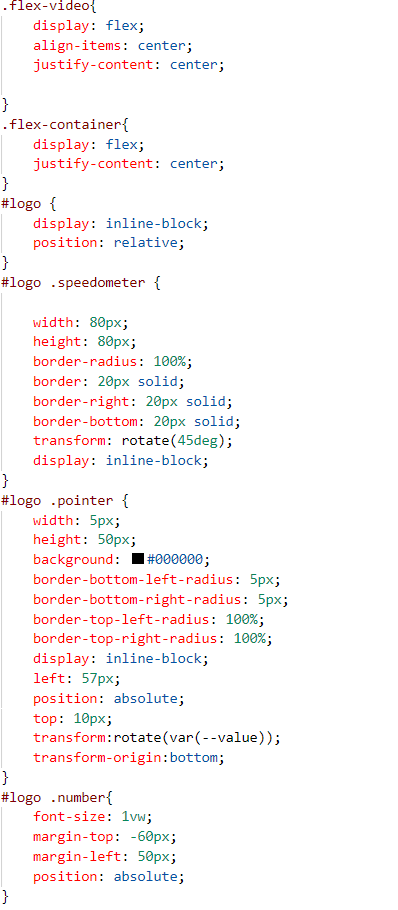 .flex-video{
    display: flex;
    align-items: center;
    justify-content: center;

}
.flex-container{
    display: flex;
    justify-content: center;
}
#logo {
    display: inline-block;
    position: relative;
}
#logo .speedometer {

    width: 80px;
    height: 80px;
    border-radius: 100%;
    border: 20px solid;
    border-right: 20px solid;
    border-bottom: 20px solid;
    transform: rotate(45deg);
    display: inline-block;
}
#logo .pointer {
    width: 5px;
    height: 50px;
    background: #000000;
    border-bottom-left-radius: 5px;
    border-bottom-right-radius: 5px;
    border-top-left-radius: 100%;
    border-top-right-radius: 100%;
    display: inline-block;
    left: 57px;
    position: absolute;
    top: 10px;
    transform:rotate(var(--value));
    transform-origin:bottom;
}
#logo .number{
    font-size: 1vw;
    margin-top: -60px;
    margin-left: 50px;
    position: absolute;
}